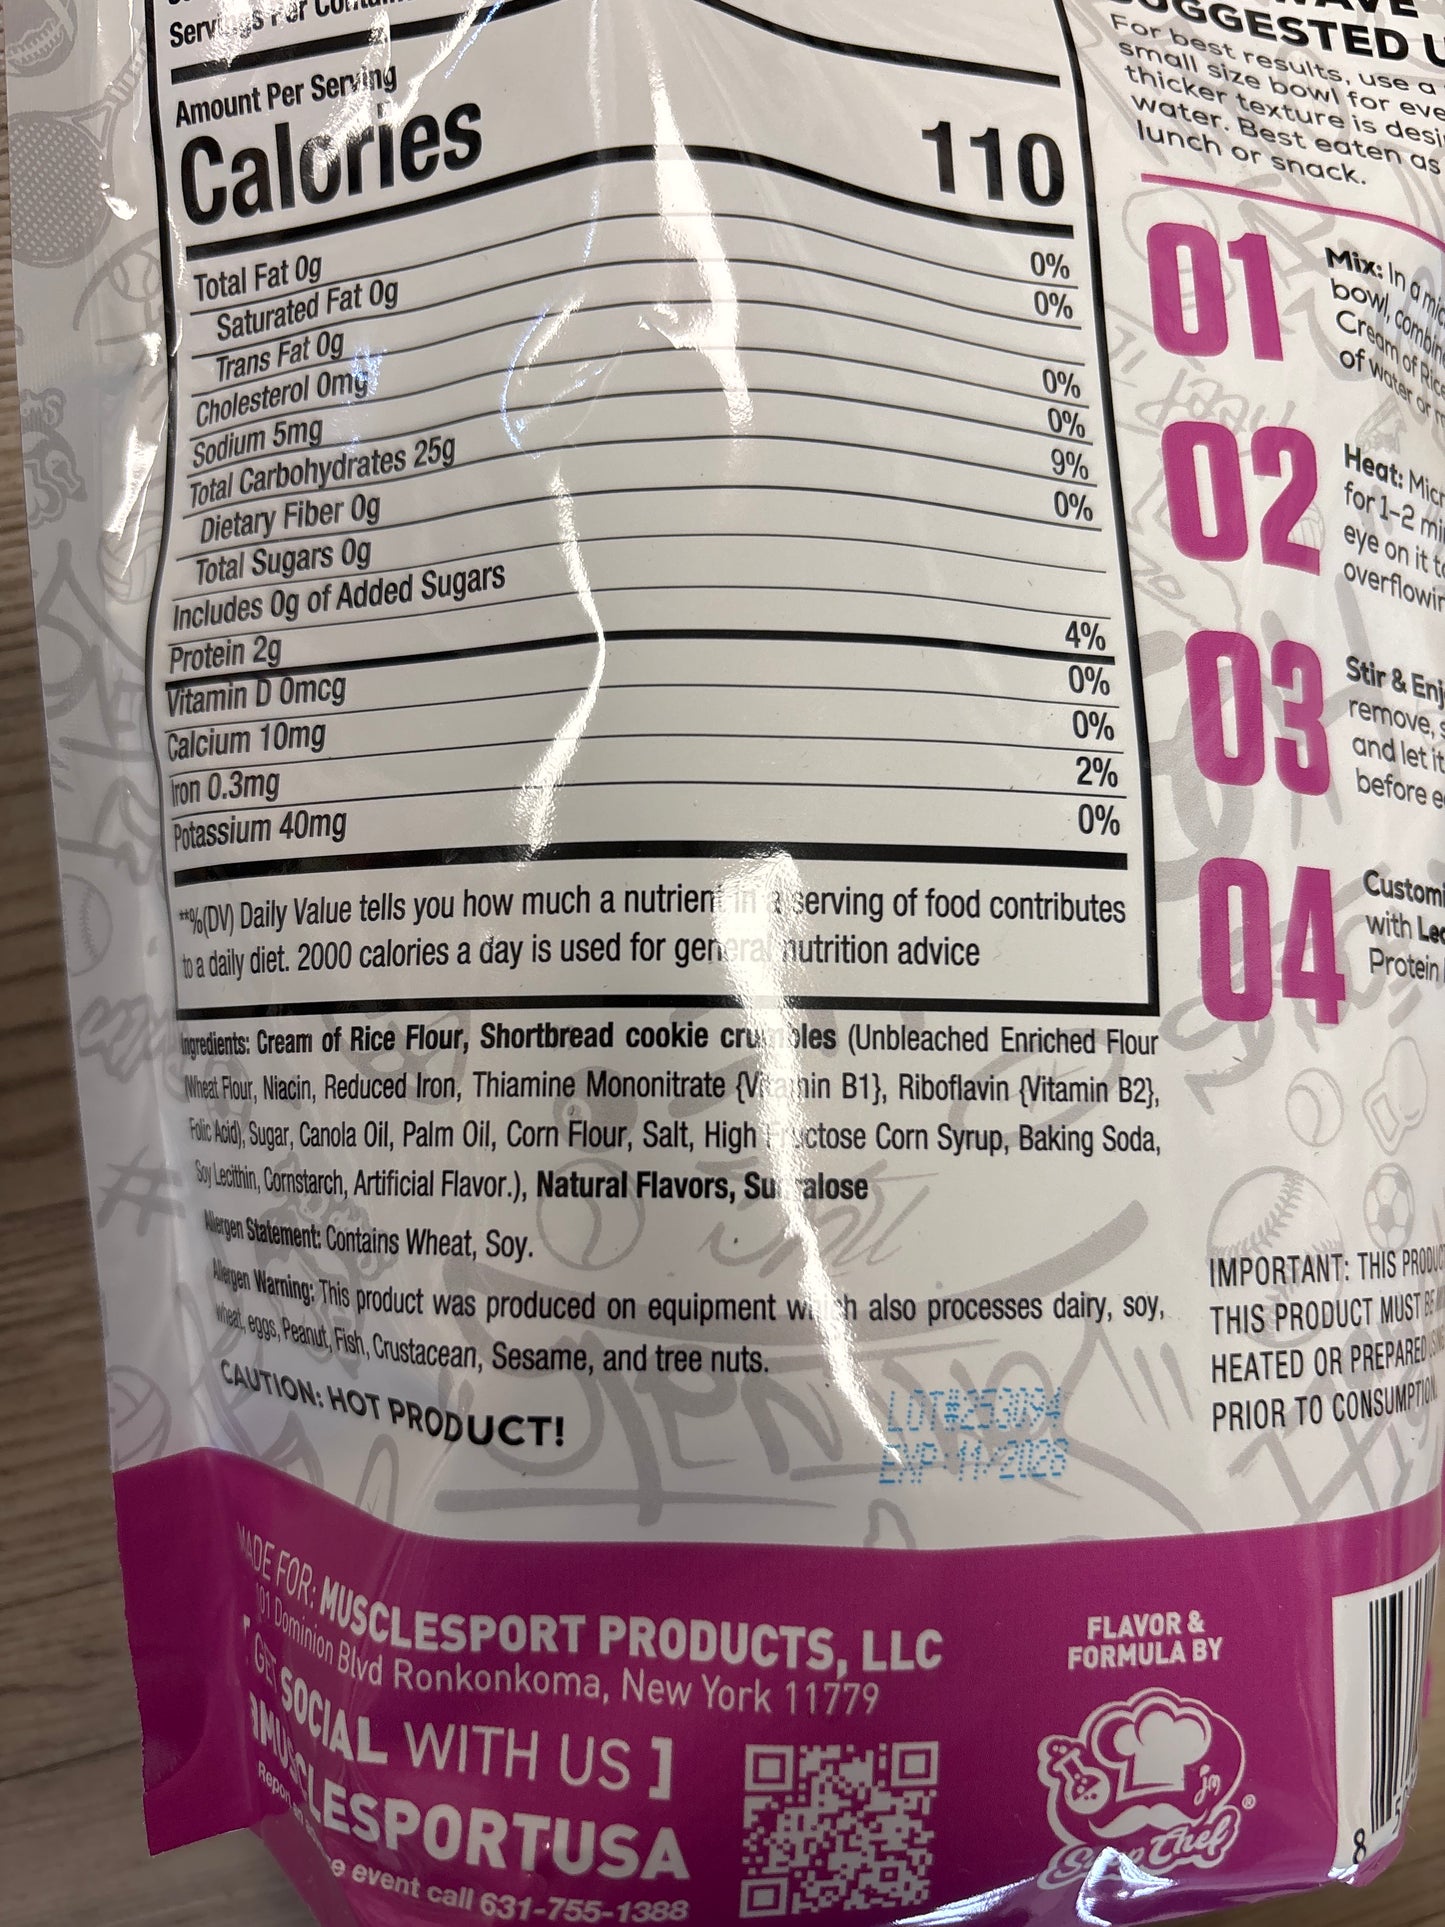 Servings Per
Amount Per Serving
Calories 110
Total Fat 0g 0%
Saturated Fat 0g 0%
Trans Fat 0g
Cholesterol 0mg 0%
Sodium 5mg 0%
Total Carbohydrates 25g 9%
Dietary Fiber 0g 0%
Total Sugars 0g
Includes 0g of Added Sugars
Protein 2g 4%
Vitamin D 0mcg 0%
Calcium 10mg 0%
Iron 0.3mg 2%
Potassium 40mg 0%
**%(DV) Daily Value tells you how much a nutrient in a serving of food contributes
to a daily diet. 2000 calories a day is used for general nutrition advice
Ingredients: Cream of Rice Flour, Shortbread cookie crumbles (Unbleached Enriched Flour
(Wheat Flour, Niacin, Reduced Iron, Thiamine Mononitrate {Vitamin B1}, Riboflavin {Vitamin B2},
Folic Acid), Sugar, Canola Oil, Palm Oil, Corn Flour, Salt, High Fructose Corn Syrup, Baking Soda,
Soy Lecithin, Cornstarch, Artificial Flavor.), Natural Flavors, Sucralose
Allergen Statement: Contains Wheat, Soy.
Allergen Warning: This product was produced on equipment which also processes dairy, soy,
wheat, eggs, Peanut, Fish, Crustacean, Sesame, and tree nuts.
CAUTION: HOT PRODUCT!
LOT#253094
EXP 11/2028
MADE FOR: MUSCLESPORT PRODUCTS, LLC
101 Dominion Blvd Ronkonkoma, New York 11779
GET SOCIAL WITH US ]
MUSCLESPORTUSA
event call 631-755-1388
FLAVOR &
FORMULA BY
jm
Chef
SUGGESTED
For best results, use a
small size bowl for
thicker texture is
water. Best eaten as
lunch or snack.
01
Mix: In a
bowl,
Cream of Rice
of water or
02
Heat:
for 1-2
eye on it
03
Stir &
remove,
and let it
before
04
with
Protein
IMPORTANT: THIS PRODUCT
THIS PRODUCT MUST BE
HEATED OR PREPARED
PRIOR TO CONSUMPTION
8